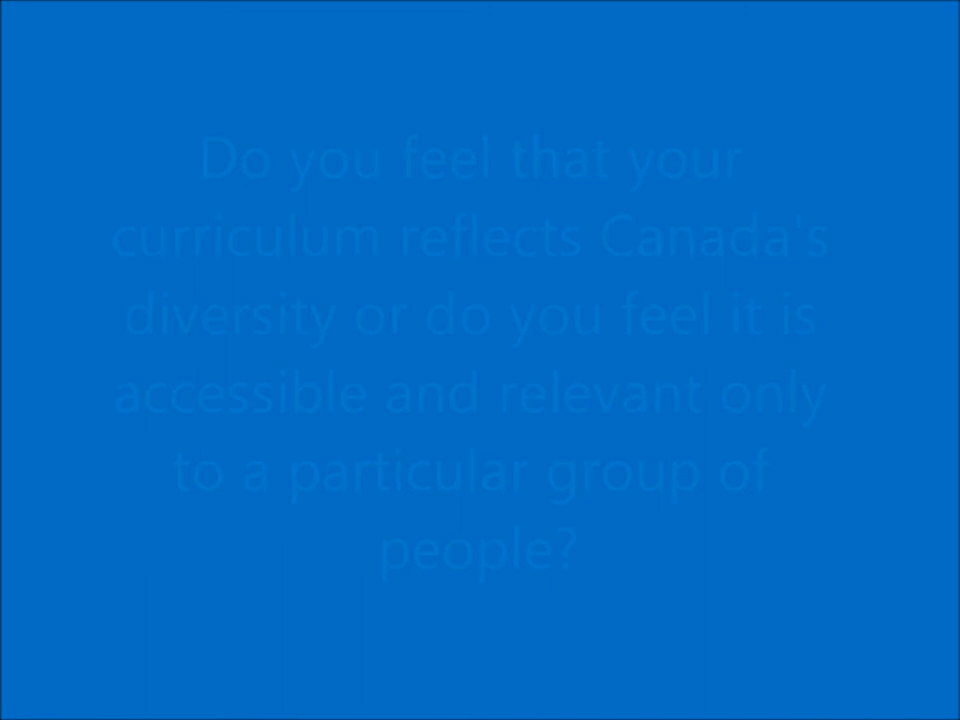 Do you feel that your
curriculum reflects Canada's
diversity or do you feel it is
accessible and relevant only
to a particular group of
people?